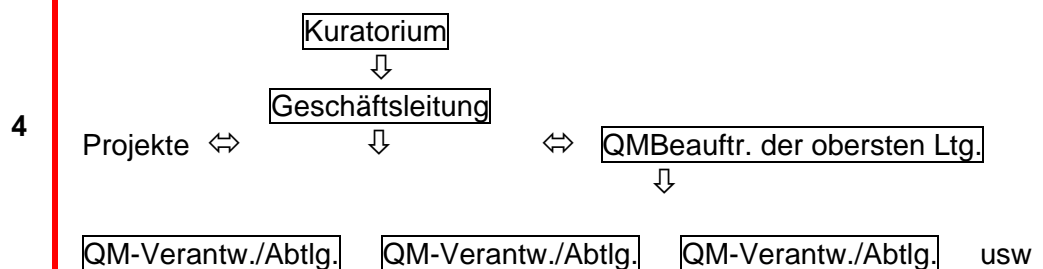 Kuratorium
⇩
Geschäftsleitung
4
Projekte ⇔ ⇩ ⇔ QMBeauftr. der obersten Ltg.
⇩
QM-Verantw./Abtlg. QM-Verantw./Abtlg. QM-Verantw./Abtlg. usw